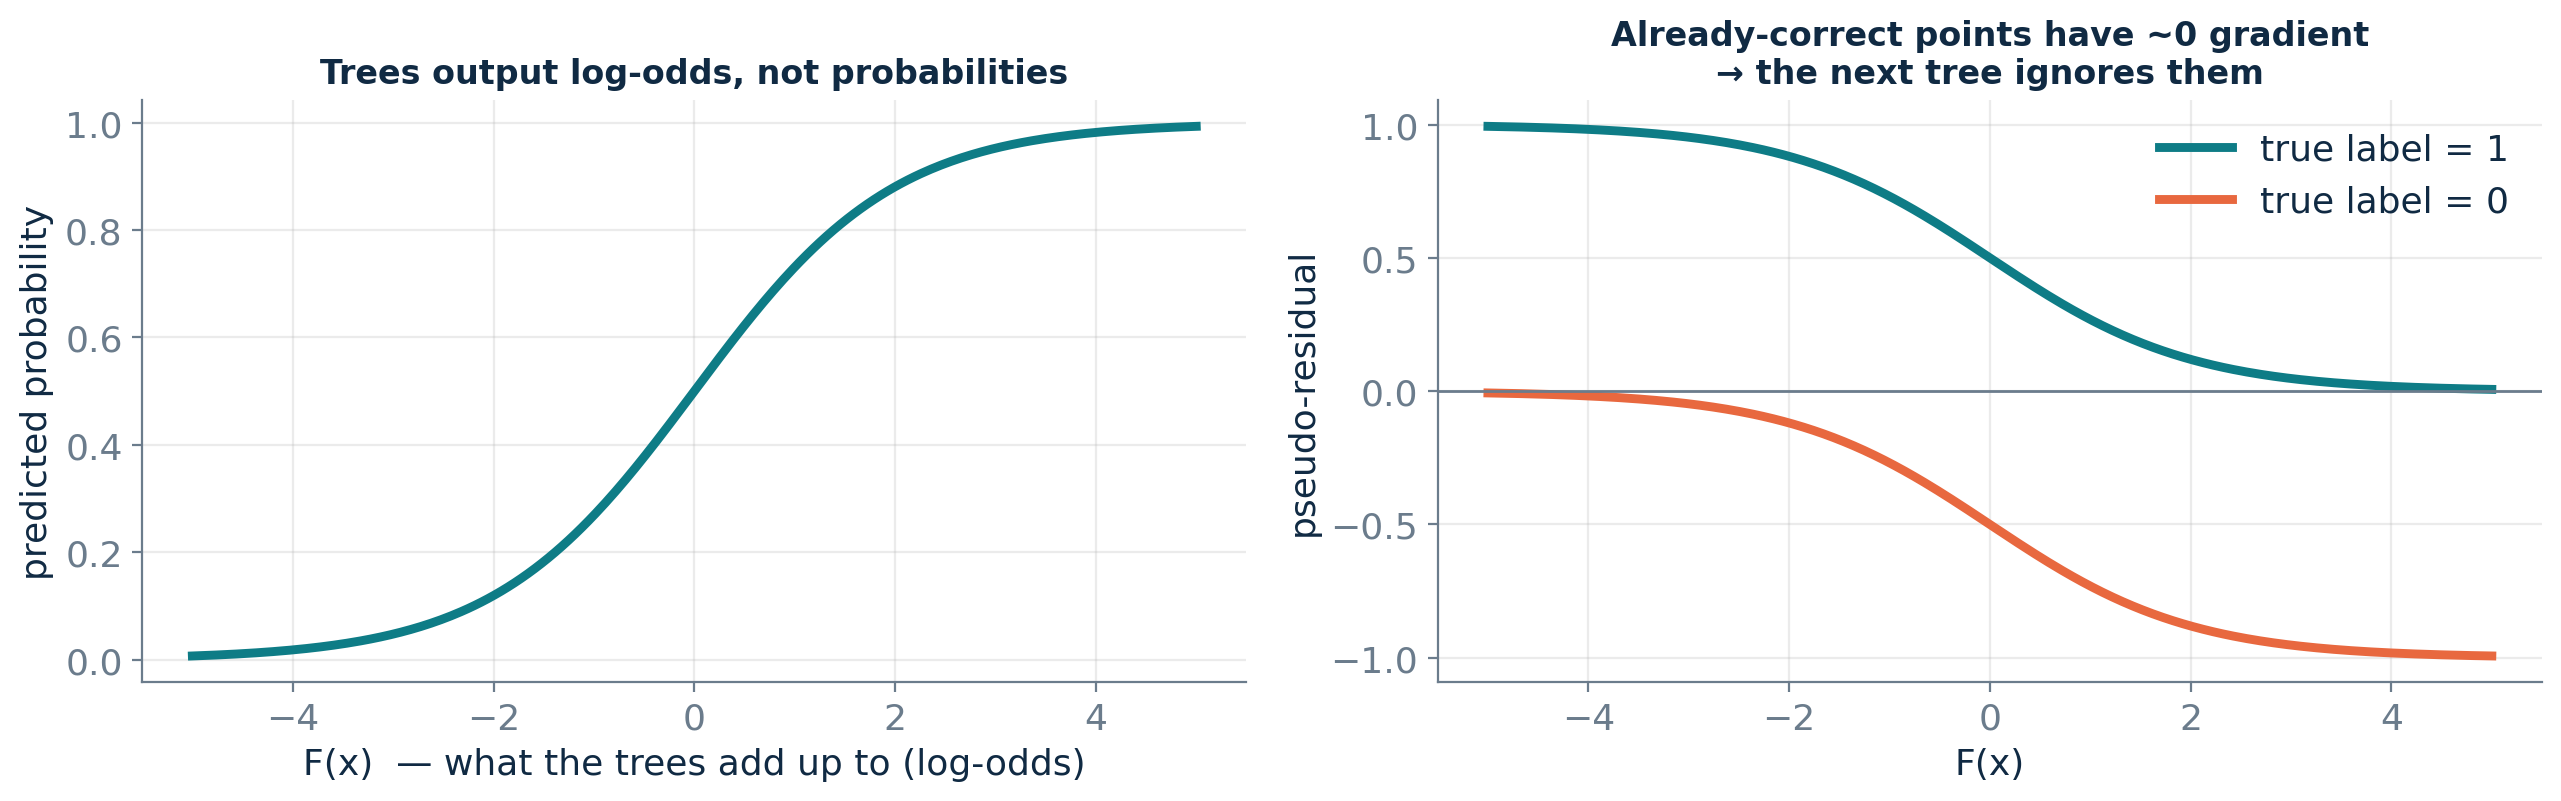 Trees output log-odds, not probabilities
predicted probability
1.0
0.8
0.6
0.4
0.2
0.0
−4
−2
0
2
4
F(x) — what the trees add up to (log-odds)
Already-correct points have ~0 gradient
→ the next tree ignores them
pseudo-residual
1.0
0.5
0.0
−0.5
−1.0
true label = 1
true label = 0
−4
−2
0
2
4
F(x)